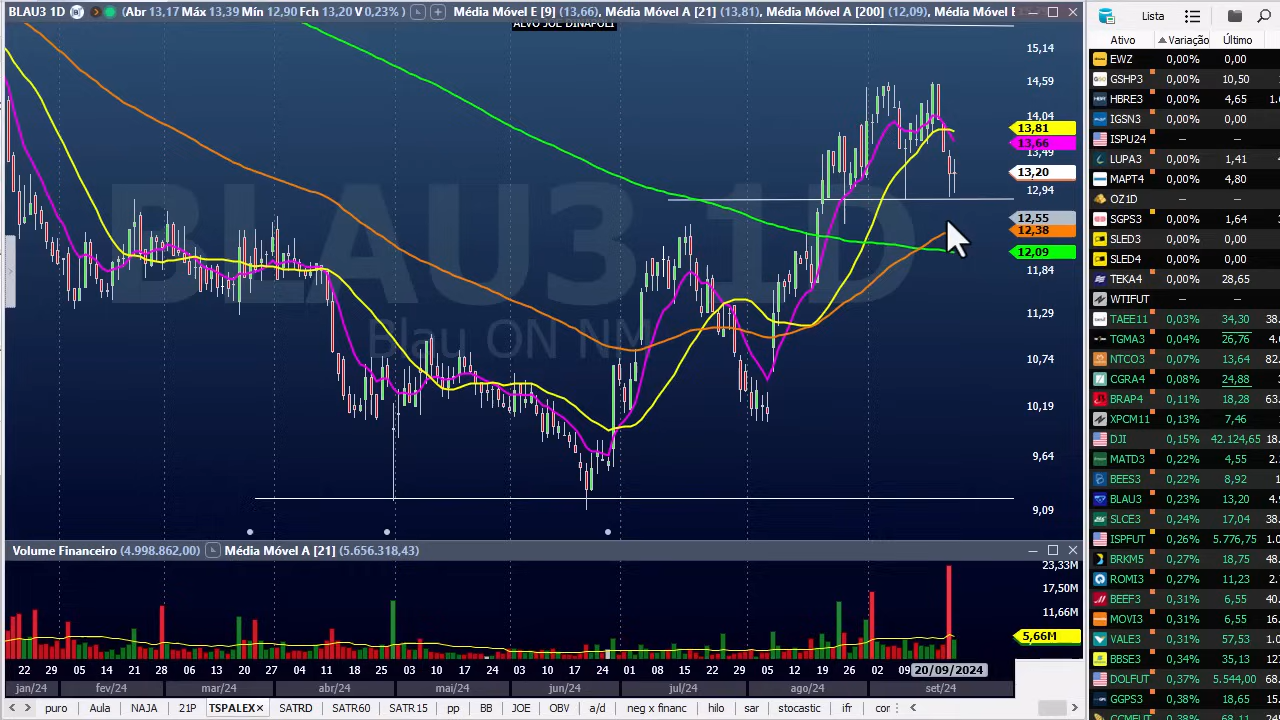 BLAU3 1D (Abr 13,17 Máx 13,39 Mín 12,90 Fch 13,20 V 0,23% ) Média Móvel E [9] (13,66), Média Móvel A [21] (13,81), Média Móvel A [200] (12,09), Média Móvel E
ALVO JOE DINAPOLI
15,14
14,59
14,04
13,81
13,66
13,49
13,20
12,94
12,55
12,38
12,09
11,84
11,29
10,74
10,19
9,64
9,09
BLAU3 1D
Blau ON NM
Volume Financeiro (4.998.862,00) Média Móvel A [21] (5.656.318,43)
23,33M
17,50M
11,66M
5,66M
22 29 05 14 21 28 06 13 20 27 04 11 18 25 03 10 17 24 03 10 17 24 01 08 15 22 29 05 12 19 26 02 09 20/09/2024
jan/24 fev/24 mar/24 abr/24 mai/24 jun/24 jul/24 ago/24 set/24
puro Aula NAJA 21P TSPALEX SATRD SATR60 SFSG pp JOE a/d neg x financ hilo sar stochastic ifr
Lista
Ativo Variação Último
EWZ 0,00% 0,00
GSHP3 0,00% 10,50
HBRE3 0,00% 4,65
IGSN3 0,00% 0,00
ISPU24 0,00% –
LUPA3 0,00% 1,41
MAPT4 0,00% 4,80
OZ1D 0,00% –
SGPS3 0,00% 1,64
SLED3 0,00% 0,00
SLED4 0,00% 0,00
TEKA4 0,00% 28,65
WTIFUT – –
TAEE11 0,03% 34,30
TGMA3 0,04% 26,76
NTCO3 0,07% 13,64
CGRA4 0,08% 24,88
BRAP4 0,11% 18,28
XPCM11 0,13% 7,46
DJI 0,15% 42.124,65
MATD3 0,22% 4,55
BEES3 0,22% 8,92
BLAU3 0,23% 13,20
SLCE3 0,24% 17,04
ISPFUT 0,26% 5.776,75
BRKM5 0,27% 18,75
ROMI3 0,27% 11,23
BEEF3 0,31% 6,55
MOVI3 0,31% 6,55
VALE3 0,31% 57,53
BBSE3 0,34% 35,13
DOLFUT 0,37% 5.544,00
GGPS3 0,38% 18,65